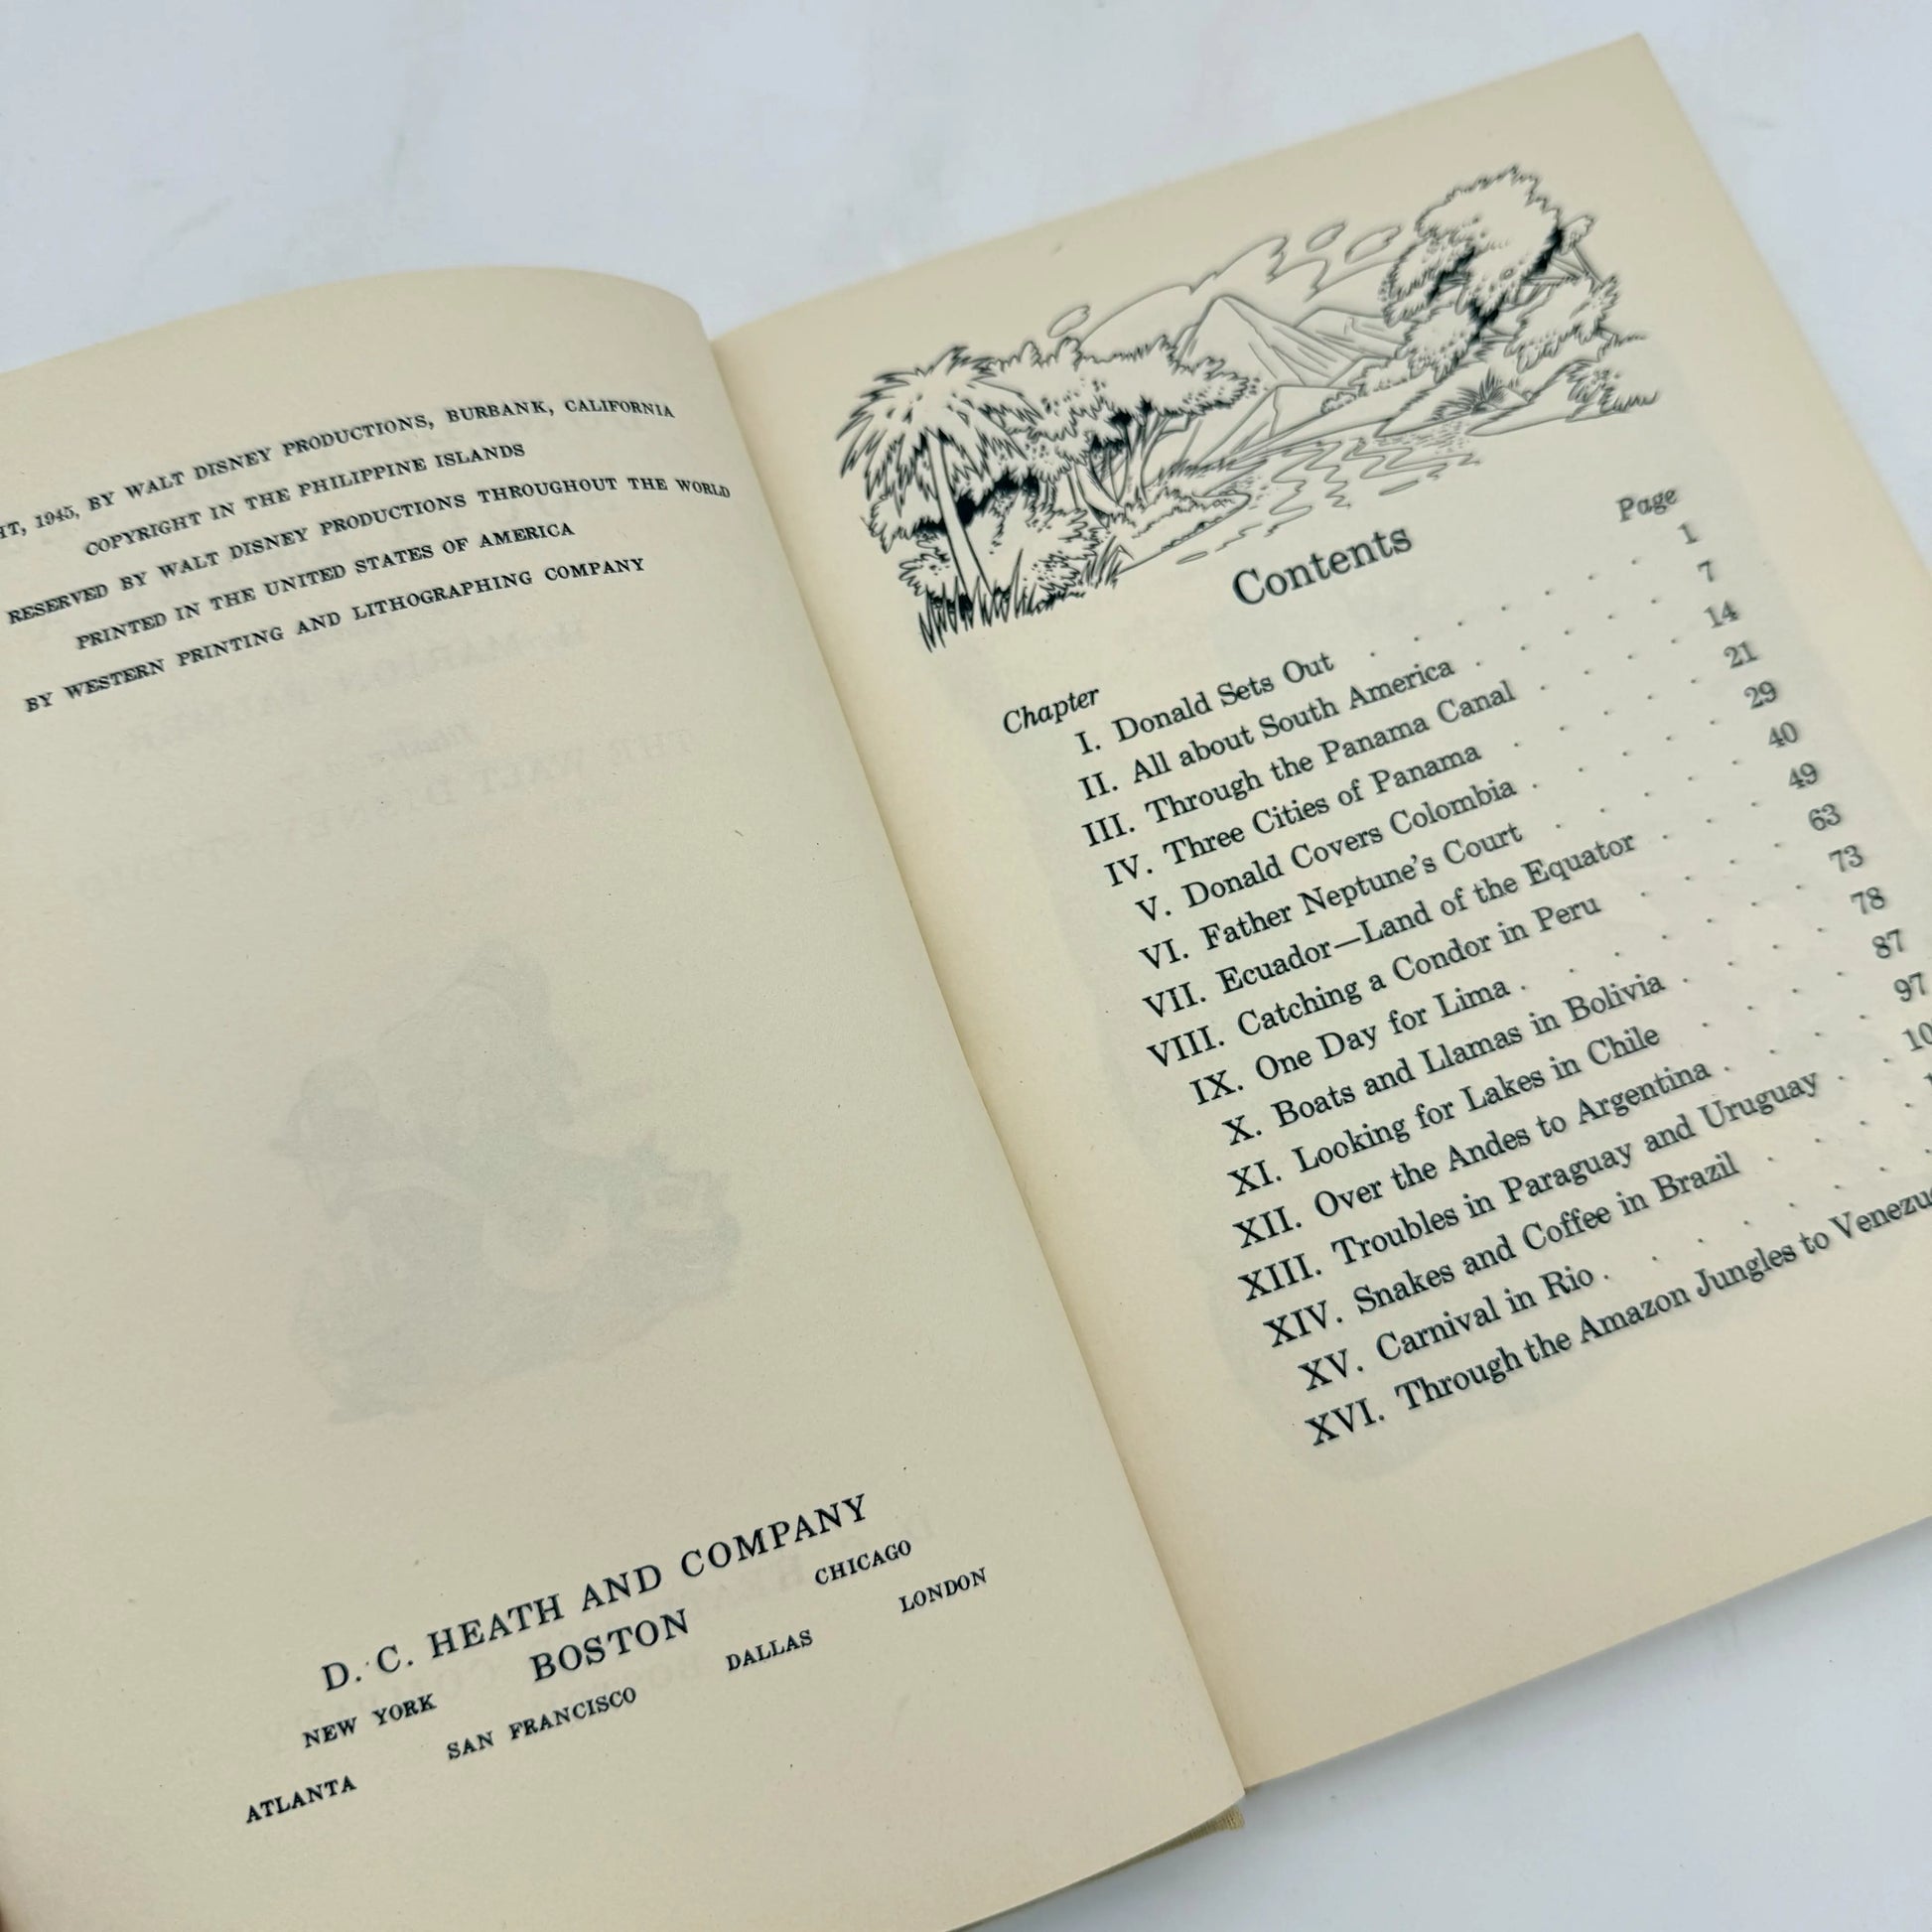 1945, BY WALT DISNEY PRODUCTIONS, BURBANK, CALIFORNIA
COPYRIGHT IN THE PHILIPPINE ISLANDS
RESERVED BY WALT DISNEY PRODUCTIONS THROUGHOUT THE WORLD
PRINTED IN THE UNITED STATES OF AMERICA
BY WESTERN PRINTING AND LITHOGRAPHING COMPANY
D. C. HEATH AND COMPANY
BOSTON
NEW YORK CHICAGO
ATLANTA SAN FRANCISCO DALLAS LONDON
Contents
Chapter Page
I. Donald Sets Out 1
II. All about South America 7
III. Through the Panama Canal 14
IV. Three Cities of Panama 21
V. Donald Covers Colombia 29
VI. Father Neptune's Court 40
VII. Ecuador—Land of the Equator 49
VIII. Catching a Condor in Peru 63
IX. One Day for Lima 73
X. Boats and Llamas in Bolivia 78
XI. Looking for Lakes in Chile 87
XII. Over the Andes to Argentina 97
XIII. Troubles in Paraguay and Uruguay
XIV. Snakes and Coffee in Brazil
XV. Carnival in Rio
XVI. Through the Amazon Jungles to